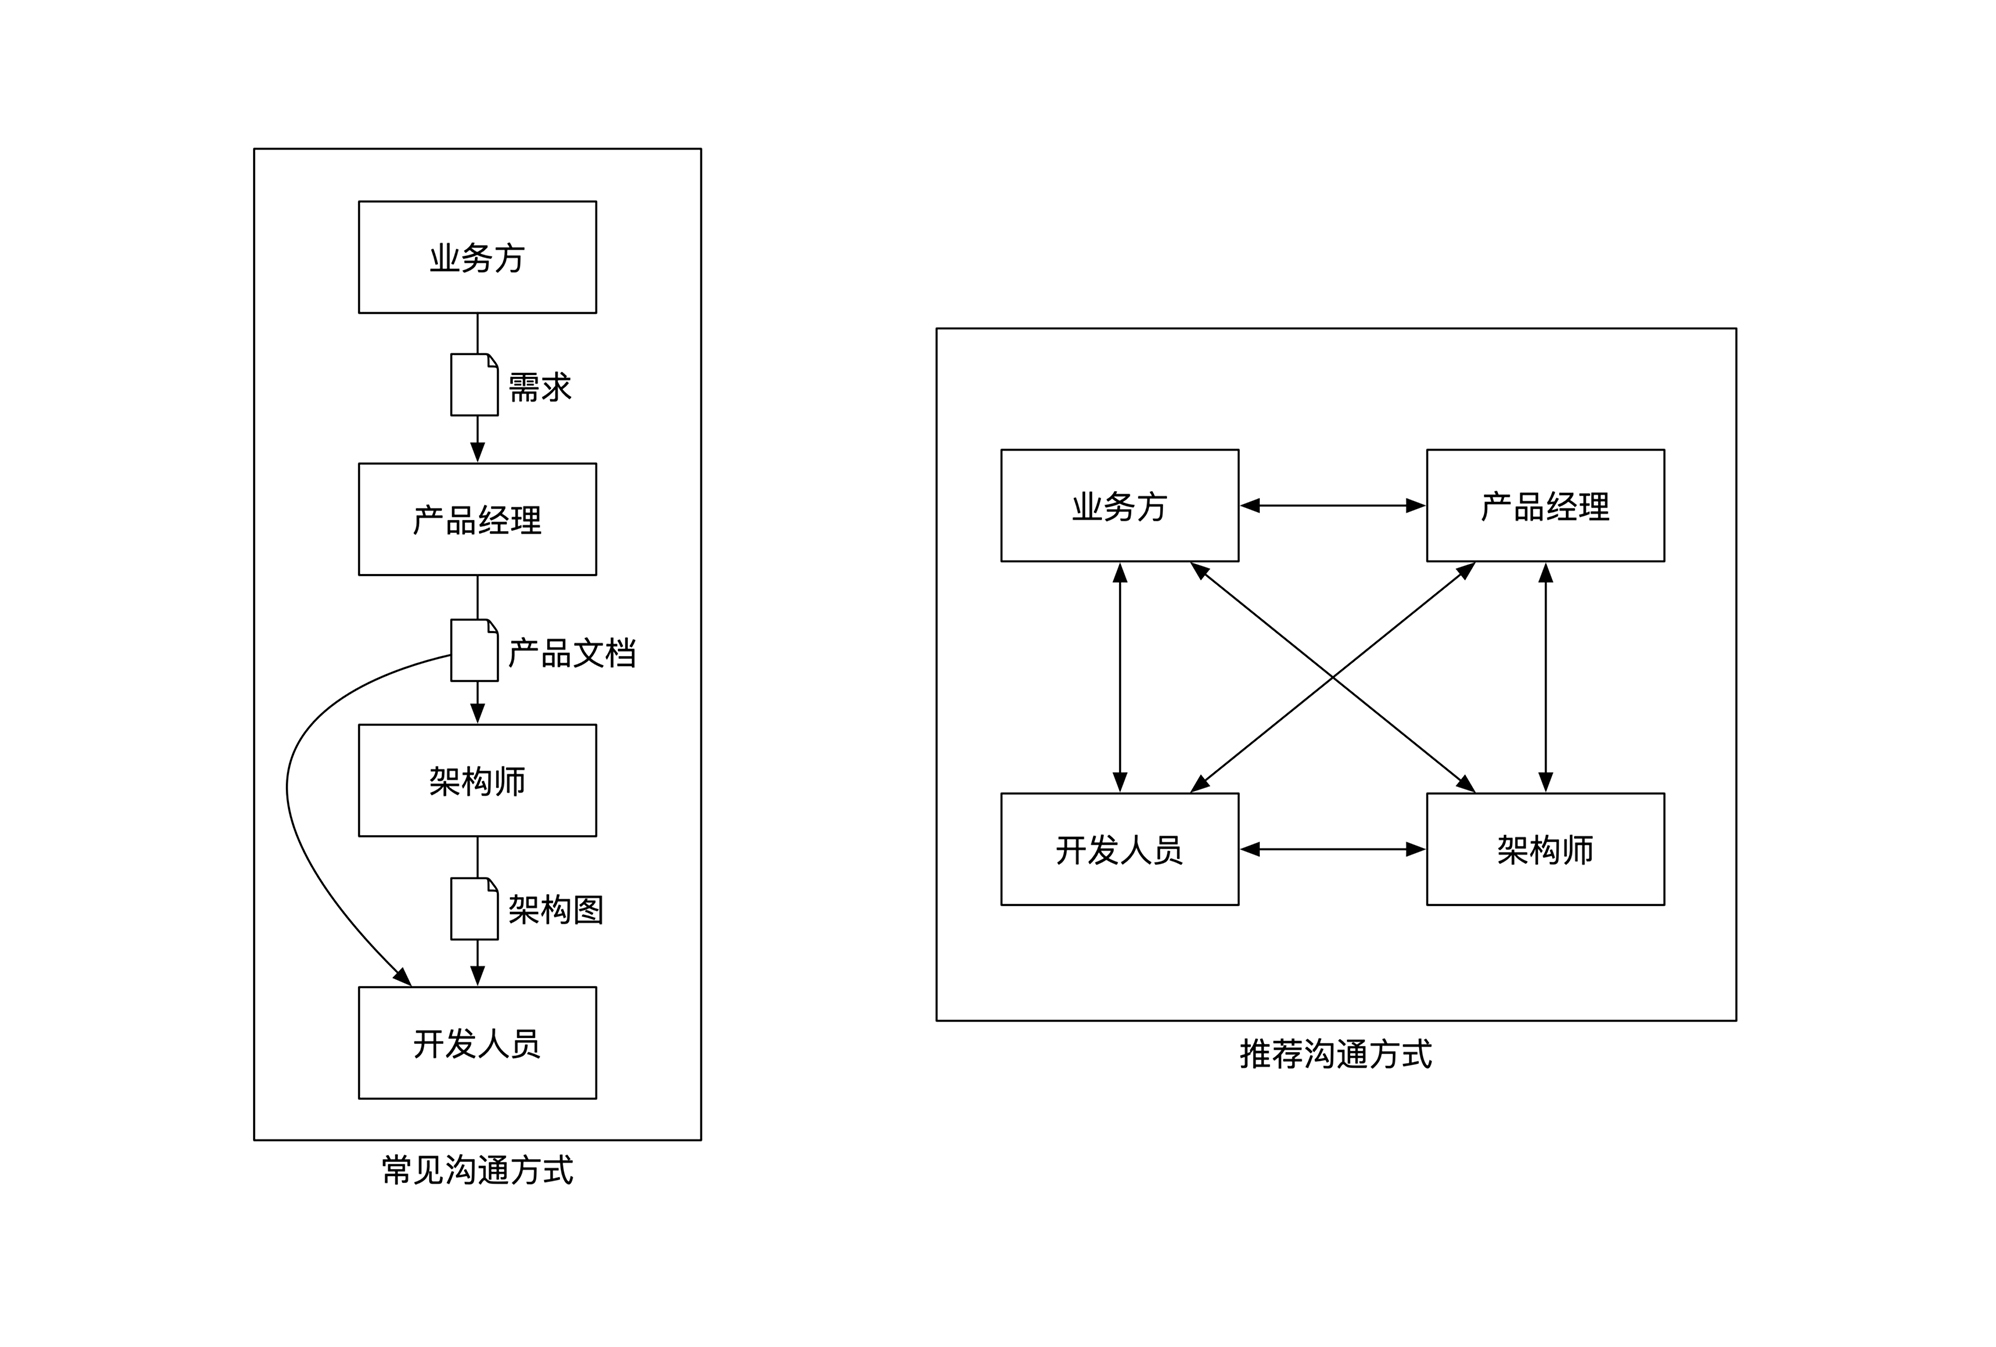 业务方
需求
产品经理
产品文档
架构师
架构图
开发人员
常见沟通方式
业务方
产品经理
开发人员
架构师
推荐沟通方式